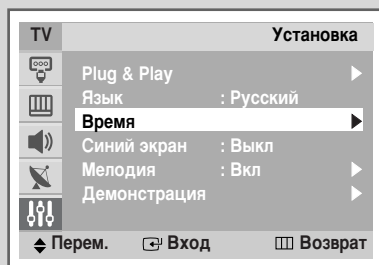 TV Установка
Plug & Play
Язык : Русский
Время
Синий экран : Выкл
Мелодия : Вкл
Демонстрация
Перем. Вход Возврат